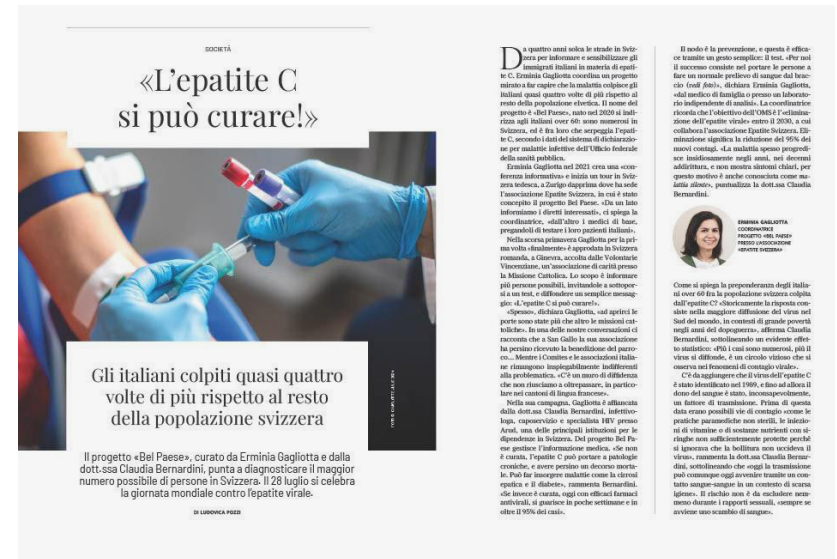 SOCIETÀ
«L'epatite C
si può curare!»
Gli italiani colpiti quasi quattro
volte di più rispetto al resto
della popolazione svizzera
Il progetto «Bel Paese», curato da Erminia Gagliotta e dalla
dott.ssa Claudia Bernardini, punta a diagnosticare il maggior
numero possibile di persone in Svizzera. Il 28 luglio si celebra
la giornata mondiale contro l'epatite virale.
DI LUDOVICA POZZI
Da quattro anni solca le strade in Sviz-
zera per informare e sensibilizzare gli
immigrati italiani in materia di epati-
te C. Erminia Gagliotta coordina un progetto
mirato a far capire che la malattia colpisce gli
italiani quasi quattro volte di più rispetto al
resto della popolazione elvetica. Il nome del
progetto è «Bel Paese», nato nel 2020 si indi-
rizza agli italiani over 60: sono numerosi in
Svizzera, ed è fra loro che serpeggia l'epati-
te C, secondo i dati del sistema di dichiarazio-
ne per malattie infettive dell'Ufficio federale
della sanità pubblica.
Erminia Gagliotta nel 2021 crea una «con-
ferenza informativa» e inizia un tour in Sviz-
zera tedesca, a Zurigo dapprima dove ha sede
l'associazione Epatite Svizzera, in cui è stato
concepito il progetto Bel Paese. «Da un lato
informiamo i diretti interessati», ci spiega la
coordinatrice, «dall'altro i medici di base,
pregandoli di testare i loro pazienti italiani».
Nella scorsa primavera Gagliotta per la pri-
ma volta «finalmente» è approdata in Svizzera
romanda, a Ginevra, accolta dalle Volontarie
Vincenziane, un'associazione di carità presso
la Missione Cattolica. Lo scopo è informare
più persone possibili, invitandole a sottopor-
si a un test, e diffondere un semplice messag-
gio: «L'epatite C si può curare!».
«Spesso», dichiara Gagliotta, «ad aprirci le
porte sono state più che altro le missioni cat-
toliche». In una delle nostre conversazioni ci
racconta che a San Gallo la sua associazione
ha persino ricevuto la benedizione del parro-
co... Mentre i Comites e le associazioni italia-
ne rimangono inspiegabilmente indifferenti
alla problematica. «C'è un muro di diffidenza
che non riusciamo a oltrepassare, in partico-
lare nei cantoni di lingua francese».
Nella sua campagna, Gagliotta è affiancata
dalla dott.ssa Claudia Bernardini, infettivo-
loga, caposervizio e specialista HIV presso
Arud, una delle principali istituzioni per le
dipendenze in Svizzera. Del progetto Bel Pa-
ese gestisce l'informazione medica. «Se non
è curata, l'epatite C può portare a patologie
croniche, e avere persino un decorso morta-
le. Può far insorgere malattie come la cirrosi
epatica e il diabete», rammenta Bernardini.
«Se invece è curata, oggi con efficaci farmaci
antivirali, si guarisce in poche settimane e in
oltre il 95% dei casi».
Il nodo è la prevenzione, e questa è effica-
ce tramite un gesto semplice: il test. «Per noi
il successo consiste nel portare le persone a
fare un normale prelievo di sangue dal brac-
cio (vedi foto)», dichiara Erminia Gagliotta,
«dal medico di famiglia o presso un laborato-
rio indipendente di analisi». La coordinatrice
ricorda che l'obiettivo dell'OMS è l'«elimina-
zione dell'epatite virale» entro il 2030, a cui
collabora l'associazione Epatite Svizzera. Eli-
minazione significa la riduzione del 95% dei
nuovi contagi. «La malattia spesso progredi-
sce insidiosamente negli anni, nei decenni
addirittura, e non mostra sintomi chiari, per
questo motivo è anche conosciuta come ma-
lattia silente», puntualizza la dott.ssa Claudia
Bernardini.
ERMINIA GAGLIOTTA
COORDINATRICE
PROGETTO «BEL PAESE»
PRESSO L'ASSOCIAZIONE
«EPATITE SVIZZERA»
Come si spiega la preponderanza degli italia-
ni over 60 fra la popolazione svizzera colpita
dall'epatite C? «Storicamente la risposta con-
siste nella maggiore diffusione del virus nel
Sud del mondo, in contesti di grande povertà
negli anni del dopoguerra», afferma Claudia
Bernardini, sottolineando un evidente effet-
to statistico: «Più i casi sono numerosi, più il
virus si diffonde, è un circolo vizioso che si
osserva nei fenomeni di contagio virale».
C'è da aggiungere che il virus dell'epatite C
è stato identificato nel 1989, e fino ad allora il
dono del sangue è stato, inconsapevolmente,
un fattore di trasmissione. Prima di questa
data erano possibili vie di contagio «come le
pratiche paramediche non sterili, le iniezio-
ni di vitamine o di sostanze nutrienti con si-
ringhe non sufficientemente protette perché
si ignorava che la bollitura non uccideva il
virus», rammenta la dott.ssa Claudia Bernar-
dini, sottolineando che «oggi la trasmissione
può comunque oggi avvenire tramite un con-
tatto sangue-sangue in un contesto di scarsa
igiene». Il rischio non è da escludere nem-
meno durante i rapporti sessuali, «sempre se
avviene uno scambio di sangue».